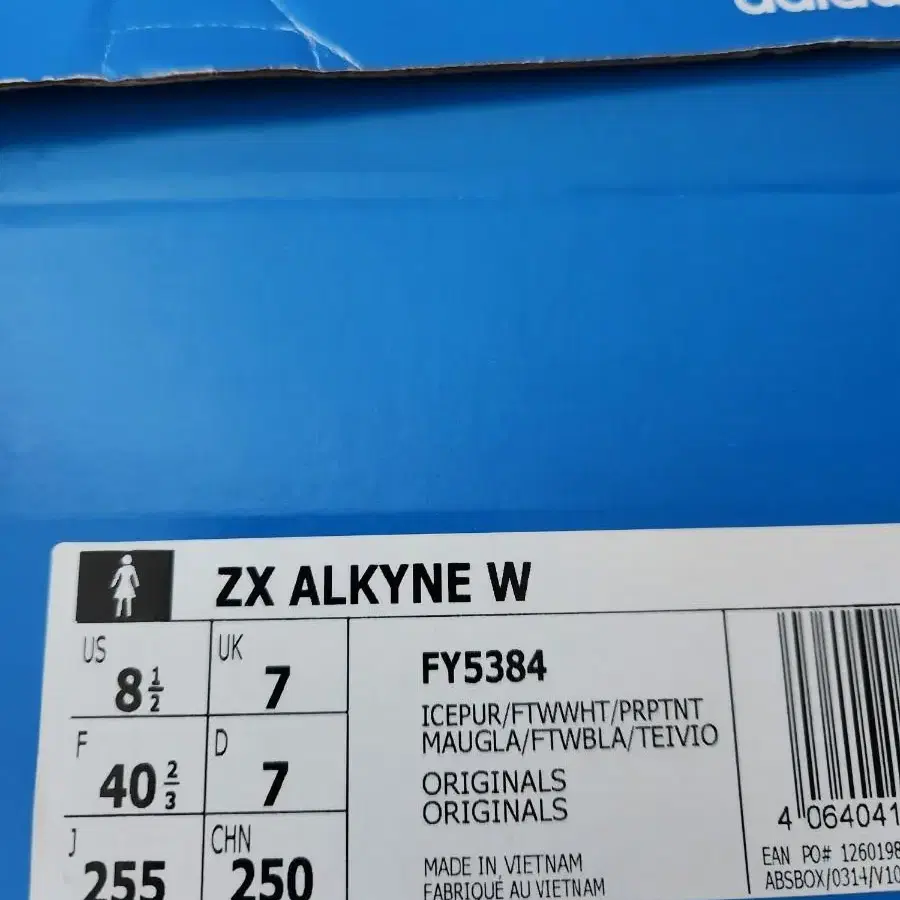 adidas
ZX ALKYNE W
US 8 1/2
UK 7
F 40 2/3
D 7
J 255
CHN 250
FY5384
ICEPUR/FTWWHT/PRPTNT
MAUGLA/FTWBLA/TEIVIO
ORIGINALS
ORIGINALS
MADE IN VIETNAM
FABRIQUÉ AU VIETNAM
4 064041
EAN PO# 1260198
ABSBOX/0314/V10